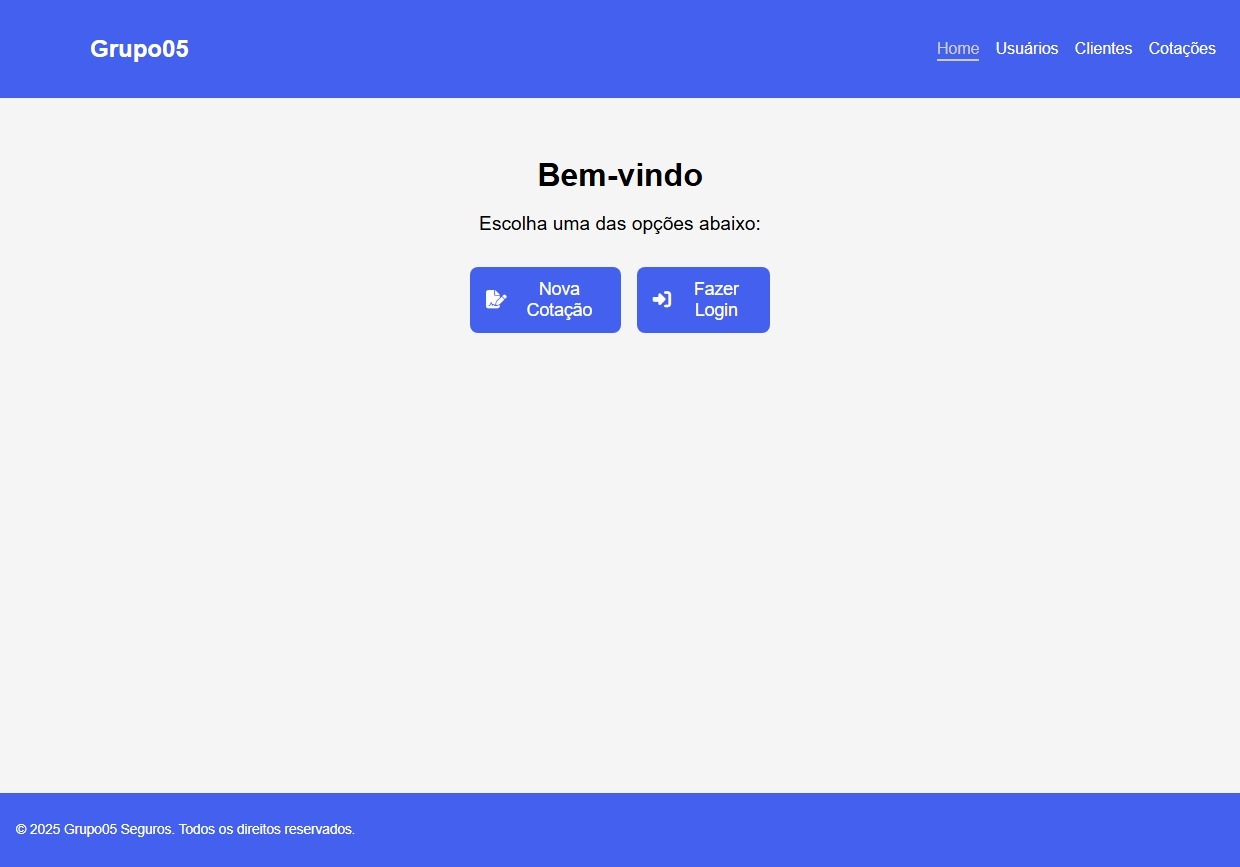 Grupo05
Home Usuários Clientes Cotações
Bem-vindo
Escolha uma das opções abaixo:
Nova
Cotação
Fazer
Login
© 2025 Grupo05 Seguros. Todos os direitos reservados.